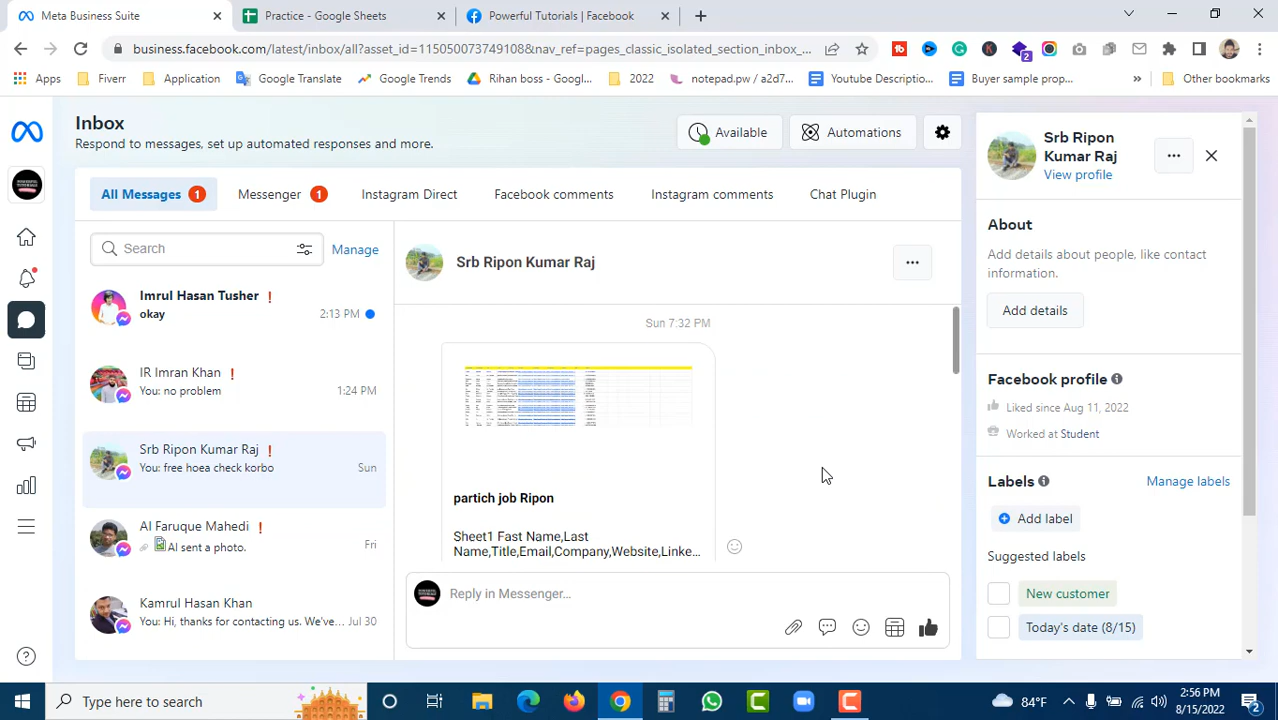 Meta Business Suite
Practice - Google Sheets
Powerful Tutorials | Facebook
business.facebook.com/latest/inbox/all?asset_id=115050073749108&nav_ref=pages_classic_isolated_section_inbox_...
2
Apps
Fiverr
Application
Google Translate
Google Trends
Rihan boss - Googl...
2022
notepad.pw / a2d7...
Youtube Descriptio...
Buyer sample prop...
»
Other bookmarks
Inbox
Respond to messages, set up automated responses and more.
Available
Automations
All Messages 1
Messenger 1
Instagram Direct
Facebook comments
Instagram comments
Chat Plugin
Search
Manage
Imrul Hasan Tusher
okay
2:13 PM
IR Imran Khan
You: no problem
1:24 PM
Srb Ripon Kumar Raj
You: free hoea check korbo
Sun
Al Faruque Mahedi
Al sent a photo.
Fri
Kamrul Hasan Khan
You: Hi, thanks for contacting us. We've...
Jul 30
Srb Ripon Kumar Raj
Sun 7:32 PM
partich job Ripon
Sheet1 Fast Name,Last
Name,Title,Email,Company,Website,Linke...
Reply in Messenger...
Srb Ripon
Kumar Raj
View profile
About
Add details about people, like contact
information.
Add details
Facebook profile
Liked since Aug 11, 2022
Worked at Student
Labels
Manage labels
Add label
Suggested labels
New customer
Today's date (8/15)
Type here to search
84°F
2:56 PM
8/15/2022
2